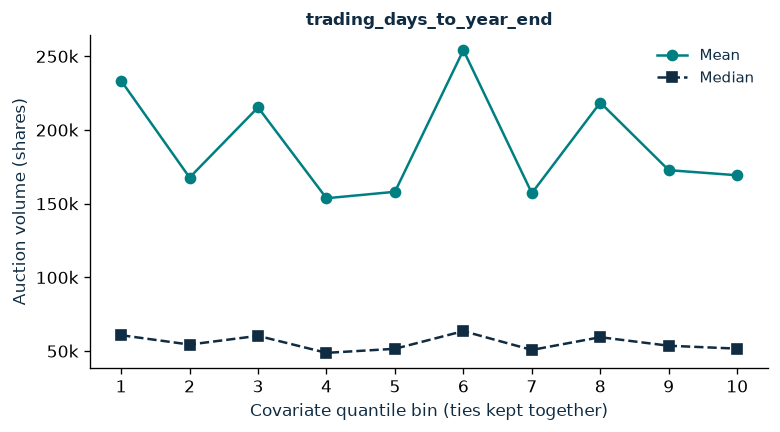 trading_days_to_year_end
Mean
Median
250k
200k
150k
100k
50k
Auction volume (shares)
1 2 3 4 5 6 7 8 9 10
Covariate quantile bin (ties kept together)